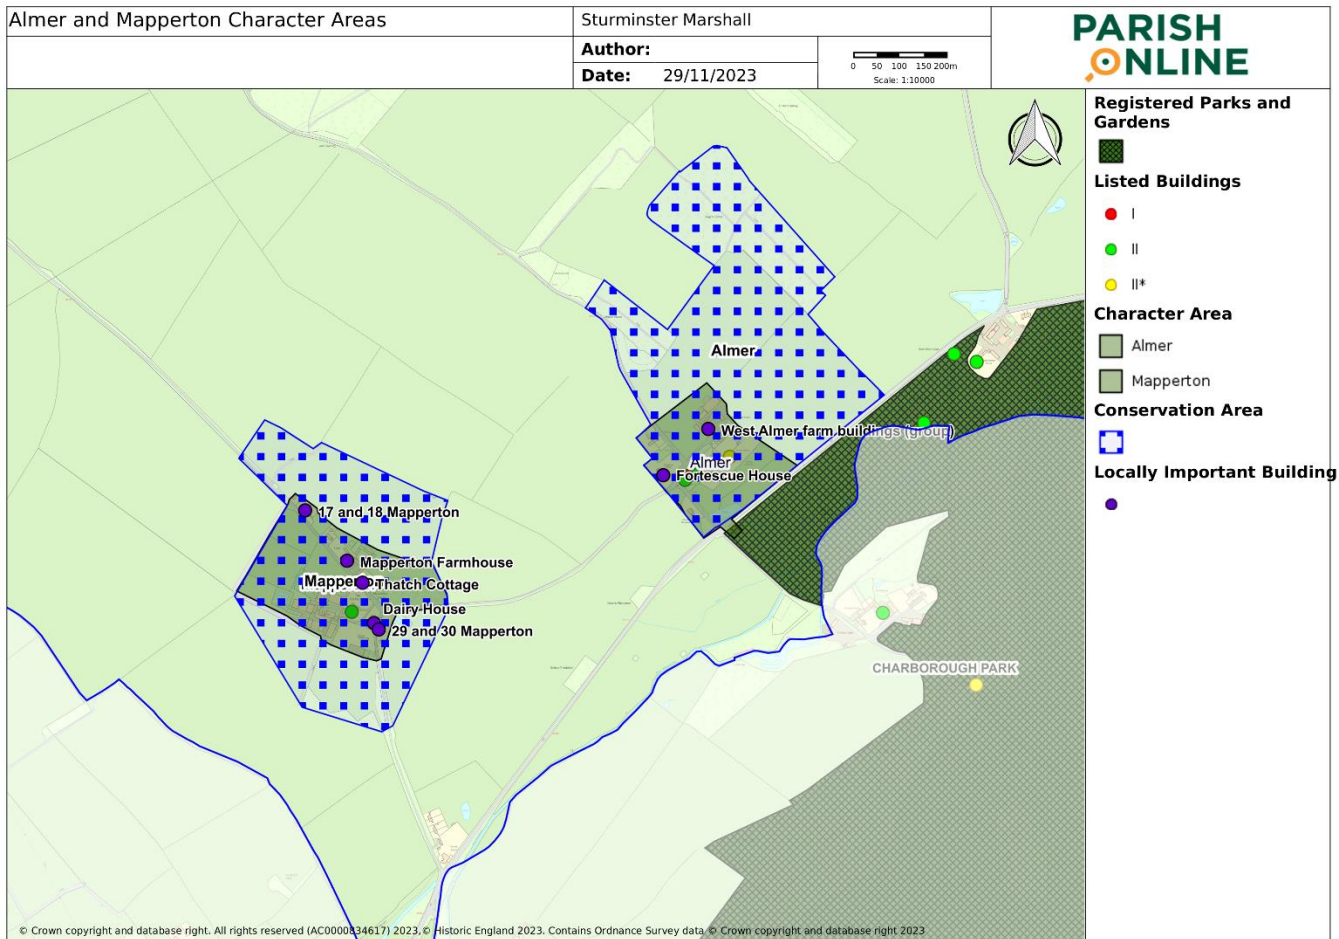 Almer and Mapperton Character Areas
Sturminster Marshall
Author:
Date: 29/11/2023
0 50 100 150 200m
Scale: 1:10000
PARISH
ONLINE
Registered Parks and
Gardens
Listed Buildings
I
II
II*
Character Area
Almer
Mapperton
Conservation Area
Locally Important Building
Almer
West Almer farm buildings (group)
Almer
Fortescue House
17 and 18 Mapperton
Mapperton Farmhouse
Mapperton
Thatch Cottage
Dairy House
29 and 30 Mapperton
CHARBOROUGH PARK
© Crown copyright and database right. All rights reserved (AC0000834617) 2023,© Historic England 2023. Contains Ordnance Survey data © Crown copyright and database right 2023